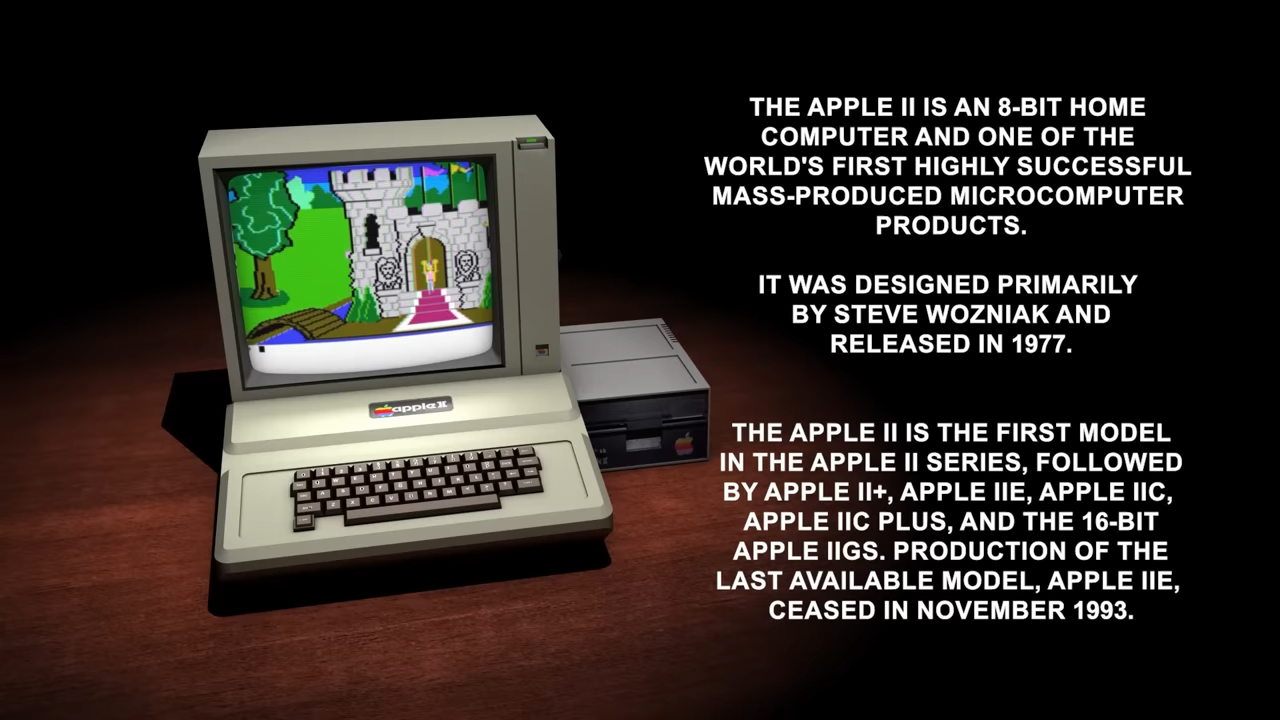 THE APPLE II IS AN 8-BIT HOME
COMPUTER AND ONE OF THE
WORLD'S FIRST HIGHLY SUCCESSFUL
MASS-PRODUCED MICROCOMPUTER
PRODUCTS.
IT WAS DESIGNED PRIMARILY
BY STEVE WOZNIAK AND
RELEASED IN 1977.
THE APPLE II IS THE FIRST MODEL
IN THE APPLE II SERIES, FOLLOWED
BY APPLE II+, APPLE IIE, APPLE IIC,
APPLE IIC PLUS, AND THE 16-BIT
APPLE IIGS. PRODUCTION OF THE
LAST AVAILABLE MODEL, APPLE IIE,
CEASED IN NOVEMBER 1993.
apple II